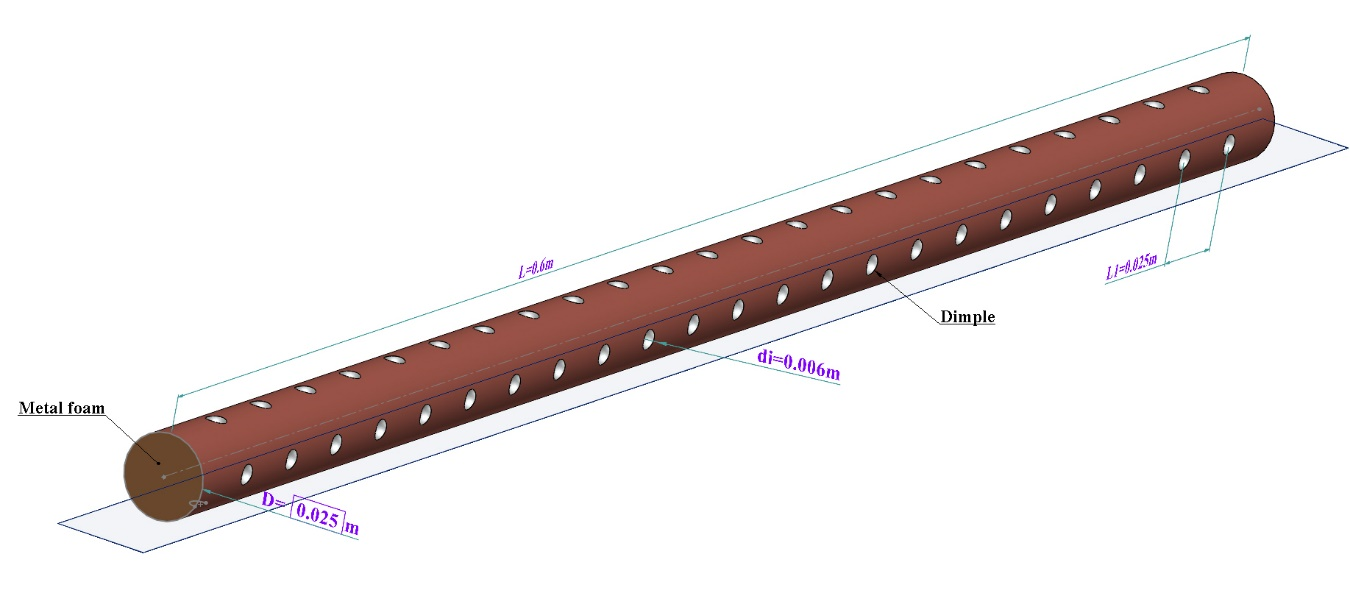 L=0.6m
L1=0.025m
Dimple
di=0.006m
Metal foam
D= 0.025 m